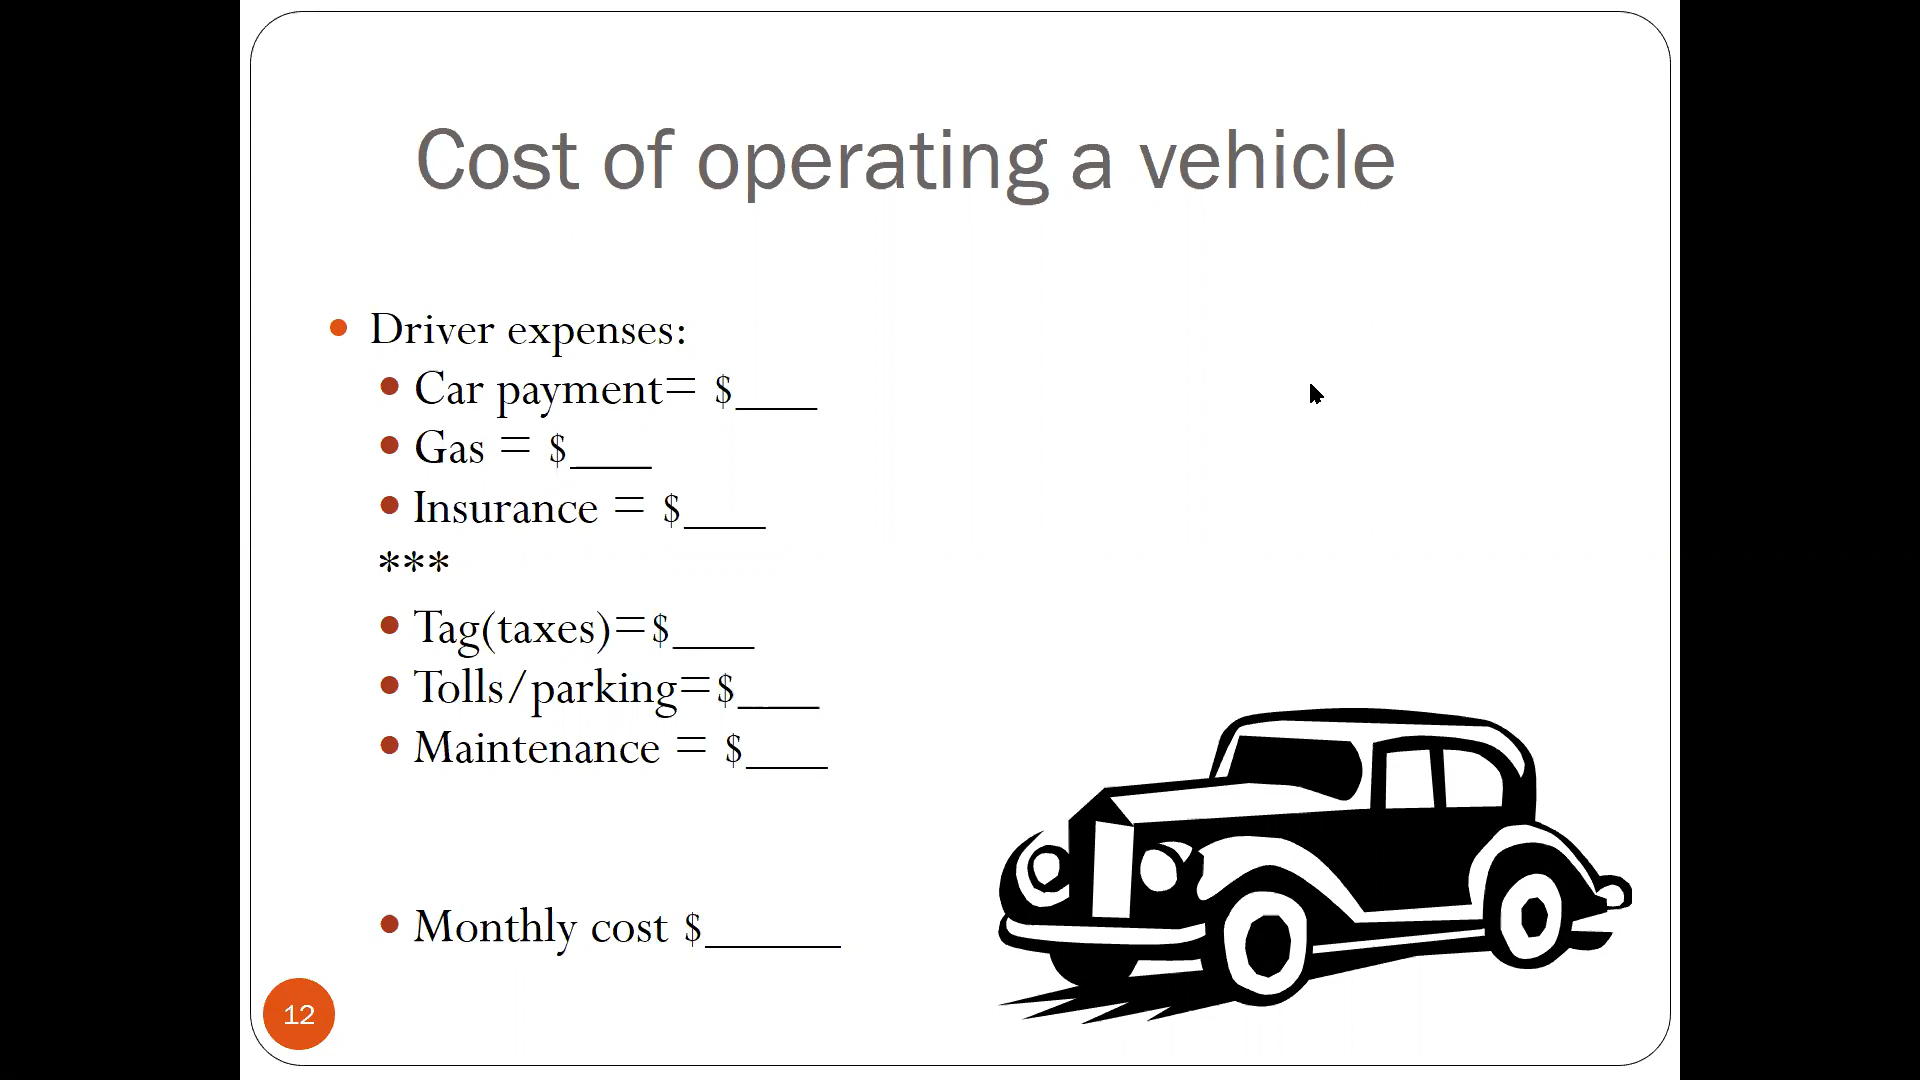 Cost of operating a vehicle
Driver expenses:
Car payment= $____
Gas = $____
Insurance = $____
***
Tag(taxes)=$____
Tolls/parking=$____
Maintenance = $____
Monthly cost $______
12